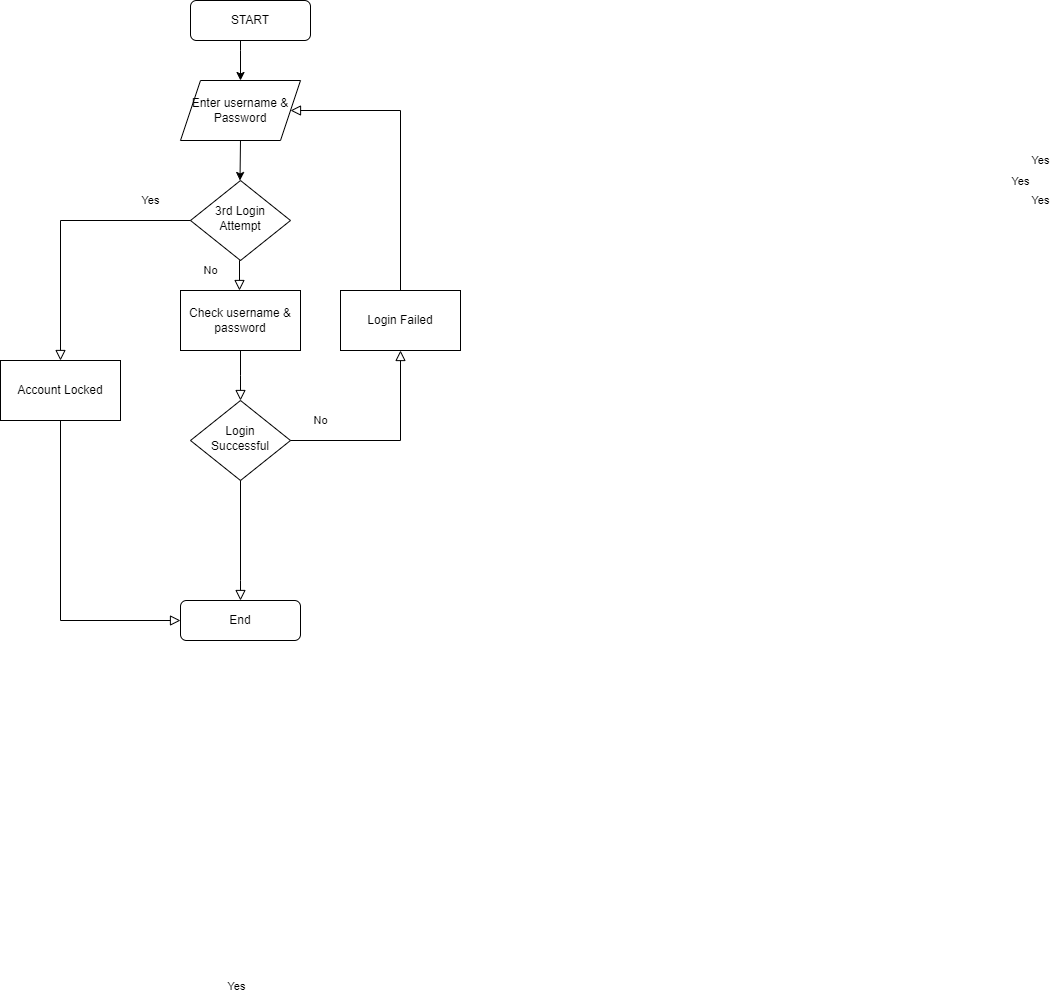 START
Enter username &
Password
Yes
Yes
Yes
Yes
3rd Login
Attempt
No
Check username &
password
Login Failed
Account Locked
No
Login
Successful
End
Yes